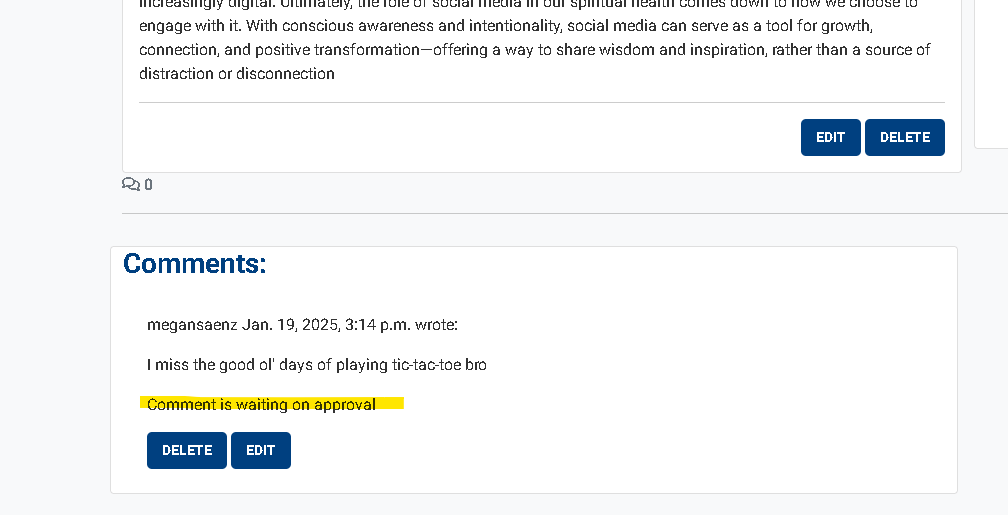 increasingly digital. Ultimately, the role of social media in our spiritual health comes down to how we choose to
engage with it. With conscious awareness and intentionality, social media can serve as a tool for growth,
connection, and positive transformation—offering a way to share wisdom and inspiration, rather than a source of
distraction or disconnection
EDIT DELETE
0
Comments:
megansaenz Jan. 19, 2025, 3:14 p.m. wrote:
I miss the good ol' days of playing tic-tac-toe bro
Comment is waiting on approval
DELETE EDIT